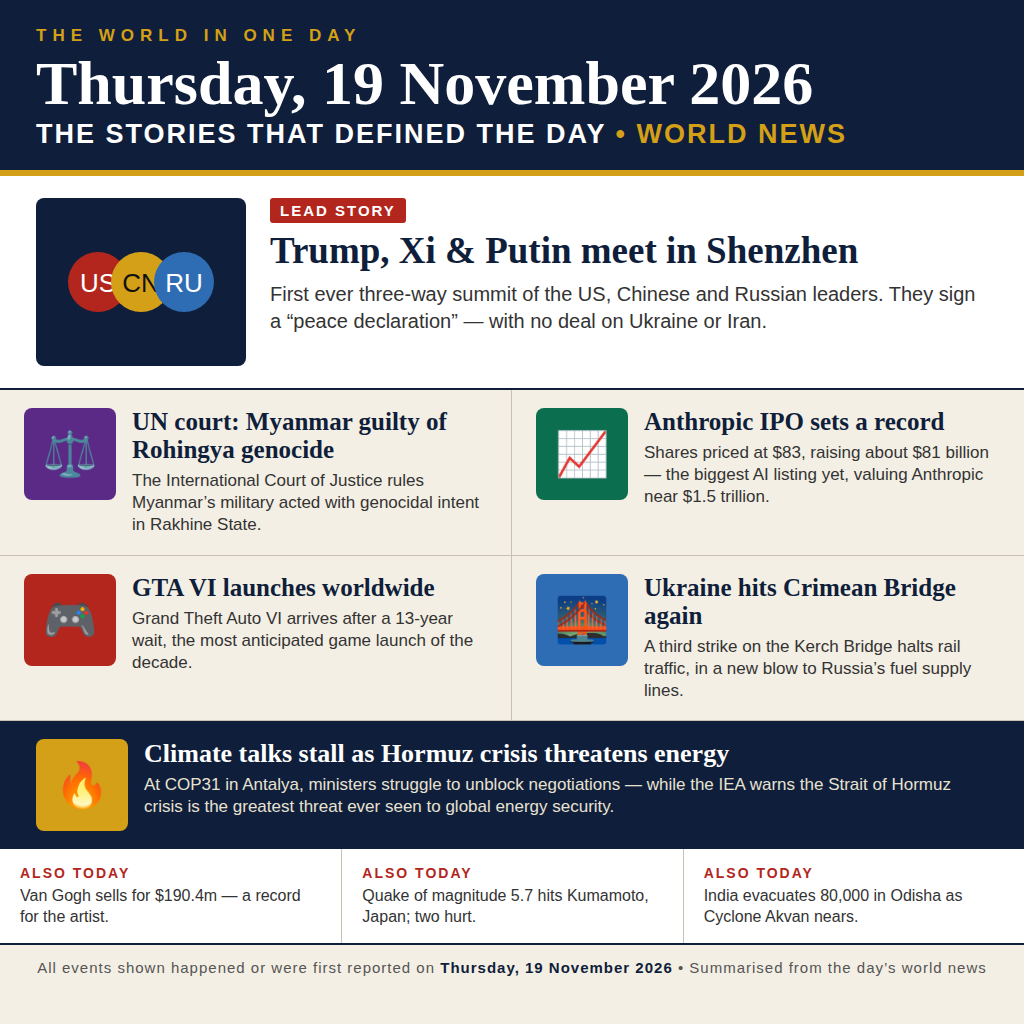 THE WORLD IN ONE DAY
Thursday, 19 November 2026
THE STORIES THAT DEFINED THE DAY • WORLD NEWS
US CN RU
LEAD STORY
Trump, Xi & Putin meet in Shenzhen
First ever three-way summit of the US, Chinese and Russian leaders. They sign
a “peace declaration” — with no deal on Ukraine or Iran.
UN court: Myanmar guilty of
Rohingya genocide
The International Court of Justice rules
Myanmar’s military acted with genocidal intent
in Rakhine State.
Anthropic IPO sets a record
Shares priced at $83, raising about $81 billion
— the biggest AI listing yet, valuing Anthropic
near $1.5 trillion.
GTA VI launches worldwide
Grand Theft Auto VI arrives after a 13-year
wait, the most anticipated game launch of the
decade.
Ukraine hits Crimean Bridge
again
A third strike on the Kerch Bridge halts rail
traffic, in a new blow to Russia’s fuel supply
lines.
Climate talks stall as Hormuz crisis threatens energy
At COP31 in Antalya, ministers struggle to unblock negotiations — while the IEA warns the Strait of Hormuz
crisis is the greatest threat ever seen to global energy security.
ALSO TODAY
Van Gogh sells for $190.4m — a record
for the artist.
ALSO TODAY
Quake of magnitude 5.7 hits Kumamoto,
Japan; two hurt.
ALSO TODAY
India evacuates 80,000 in Odisha as
Cyclone Akvan nears.
All events shown happened or were first reported on Thursday, 19 November 2026 • Summarised from the day’s world news